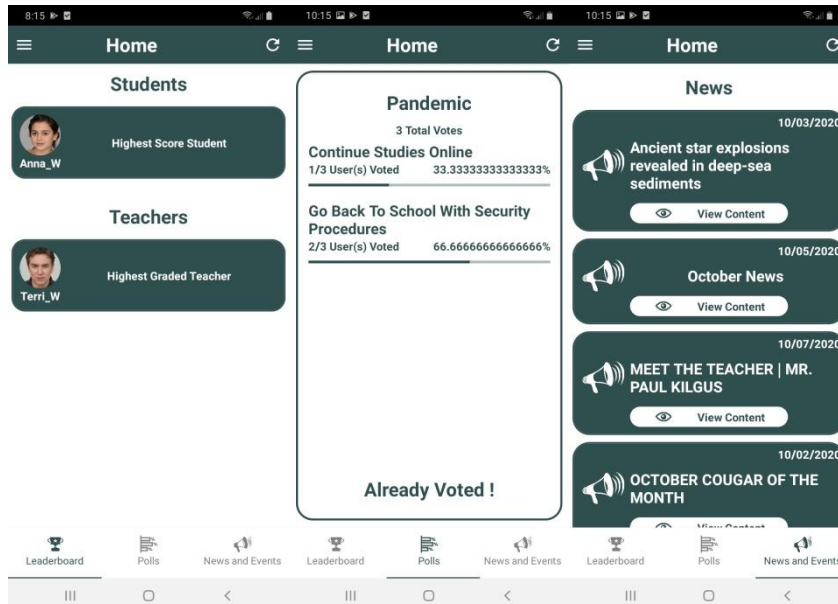 8:15
Home
Students
Highest Score Student
Anna_W
Teachers
Highest Graded Teacher
Terri_W
Leaderboard
Polls
News and Events
10:15
Home
Pandemic
3 Total Votes
Continue Studies Online
1/3 User(s) Voted 33.33333333333333%
Go Back To School With Security
Procedures
2/3 User(s) Voted 66.66666666666666%
Already Voted !
Leaderboard
Polls
News and Events
10:15
Home
News
10/03/2020
Ancient star explosions
revealed in deep-sea
sediments
View Content
10/05/2020
October News
View Content
10/07/2020
MEET THE TEACHER | MR.
PAUL KILGUS
View Content
10/02/2020
OCTOBER COUGAR OF THE
MONTH
View Content
Leaderboard
Polls
News and Events